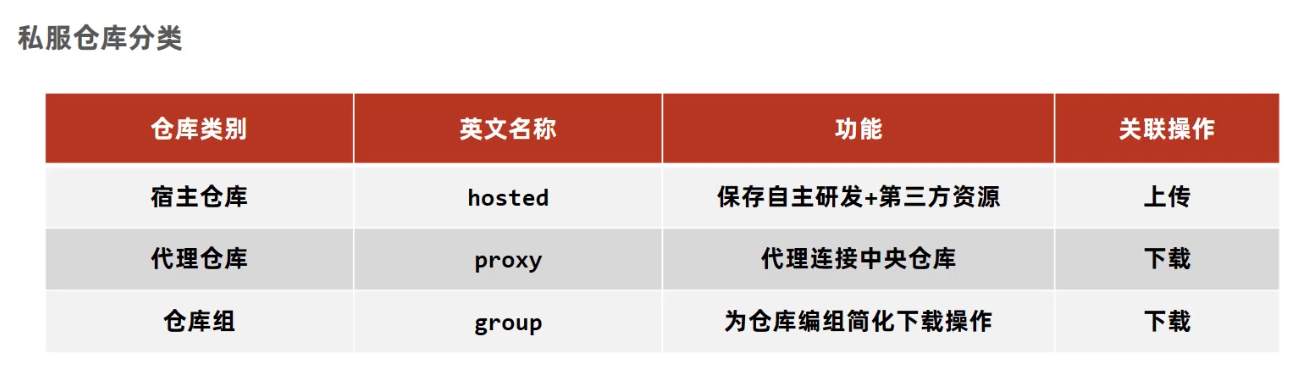 私服仓库分类
仓库类别 英文名称 功能 关联操作
宿主仓库 hosted 保存自主研发+第三方资源 上传
代理仓库 proxy 代理连接中央仓库 下载
仓库组 group 为仓库编组简化下载操作 下载